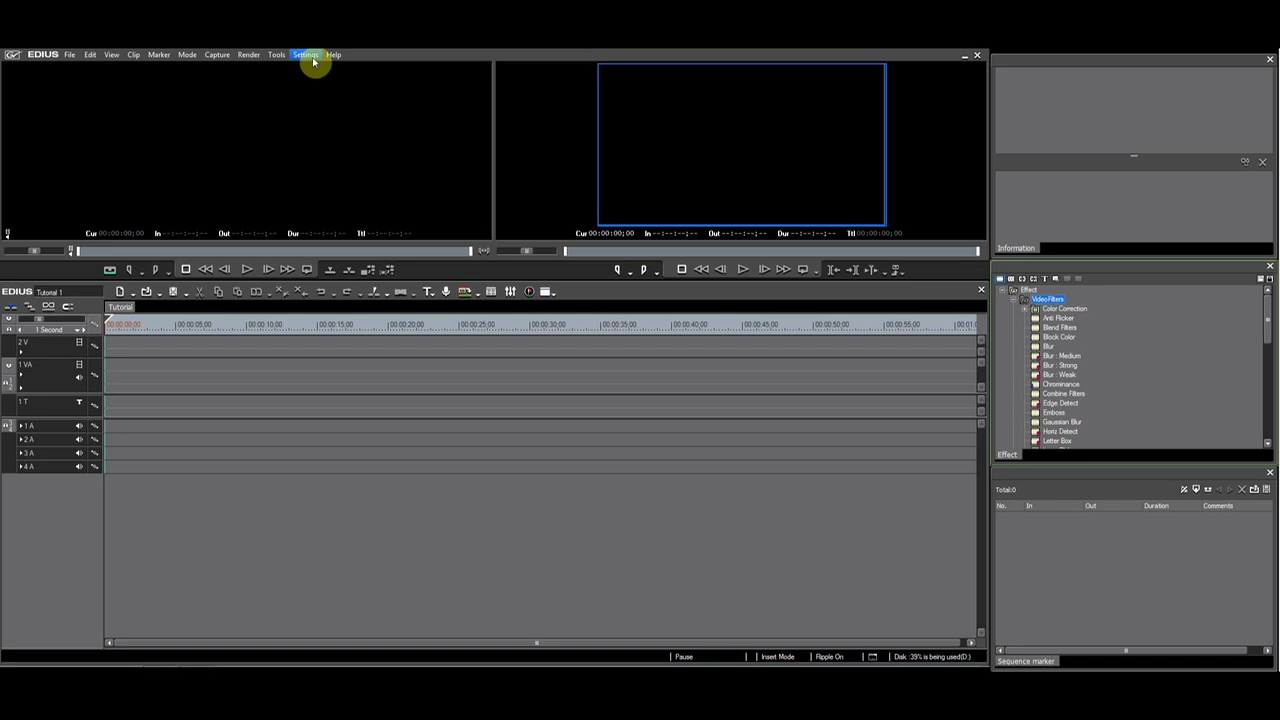 EDIUS File Edit View Clip Marker Mode Capture Render Tools Settings Help
Cur 00:00:00;00 In --:--:--;-- Out --:--:--;-- Dur --:--:--;-- Ttl --:--:--;--
Cur 00:00:00;00 In --:--:--;-- Out --:--:--;-- Dur --:--:--;-- Ttl 00:00:00;00
Information
EDIUS Tutorial 1
Tutorial
1 Second
00:00:00;00 00:00:05;00 00:00:10;00 00:00:15;00 00:00:20;00 00:00:25;00 00:00:30;00 00:00:35;00 00:00:40;00 00:00:45;00 00:00:50;00 00:00:55;00 00:01:0
2 V
1 VA
1 T
1 A
2 A
3 A
4 A
Effect
VideoFilters
Color Correction
Anti Flicker
Blend Filters
Block Color
Blur
Blur : Medium
Blur : Strong
Blur : Weak
Chrominance
Combine Filters
Edge Detect
Emboss
Gaussian Blur
Horiz Detect
Letter Box
Effect
Total:0
No. In Out Duration Comments
Sequence marker
Pause Insert Mode Ripple On Disk :39% is being used(D:)